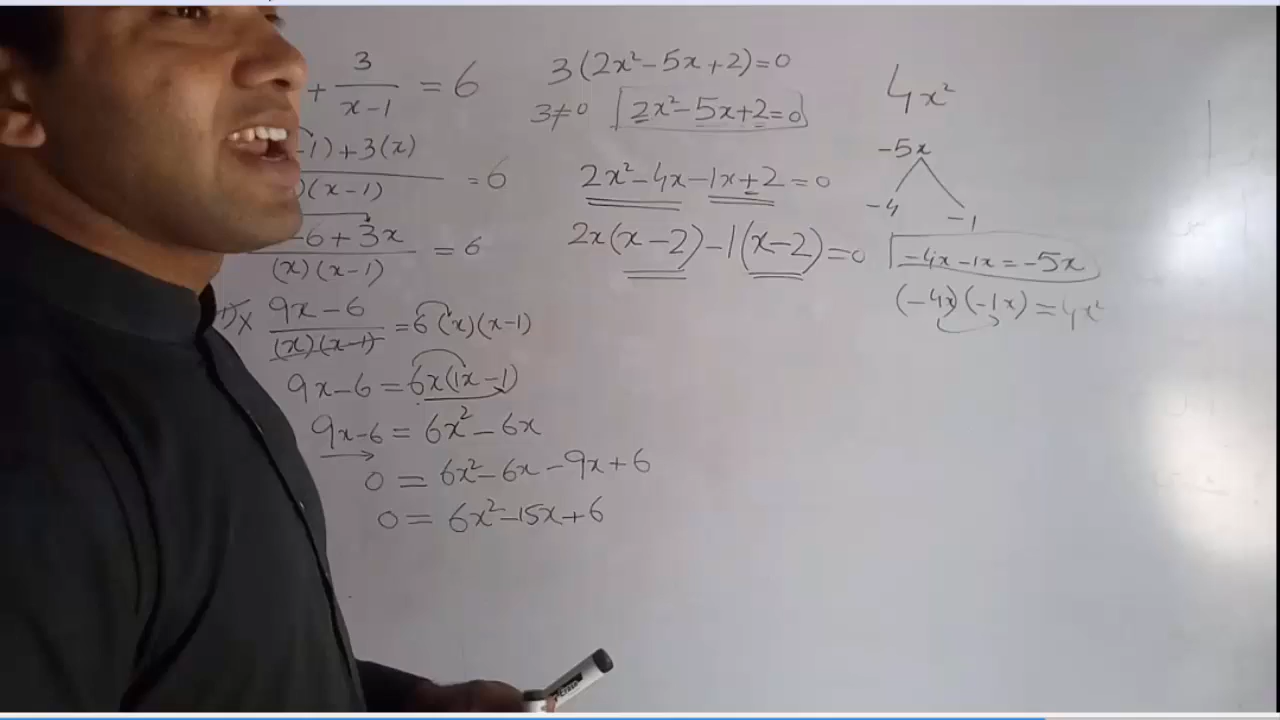 + 3/(x-1) = 6
-1)+3(x) / )(x-1) = 6
-6+3x / (x)(x-1) = 6
x (9x-6)/((x)(x-1)) = 6(x)(x-1)
9x-6 = 6x(1x-1)
9x-6 = 6x²-6x
0 = 6x²-6x-9x+6
0 = 6x²-15x+6
3(2x²-5x+2)=0
3≠0 2x²-5x+2=0
2x²-4x-1x+2=0
2x(x-2)-1(x-2)=0
4x²
-5x
-4 -1
-4x-1x=-5x
(-4x)(-1x)=4x²